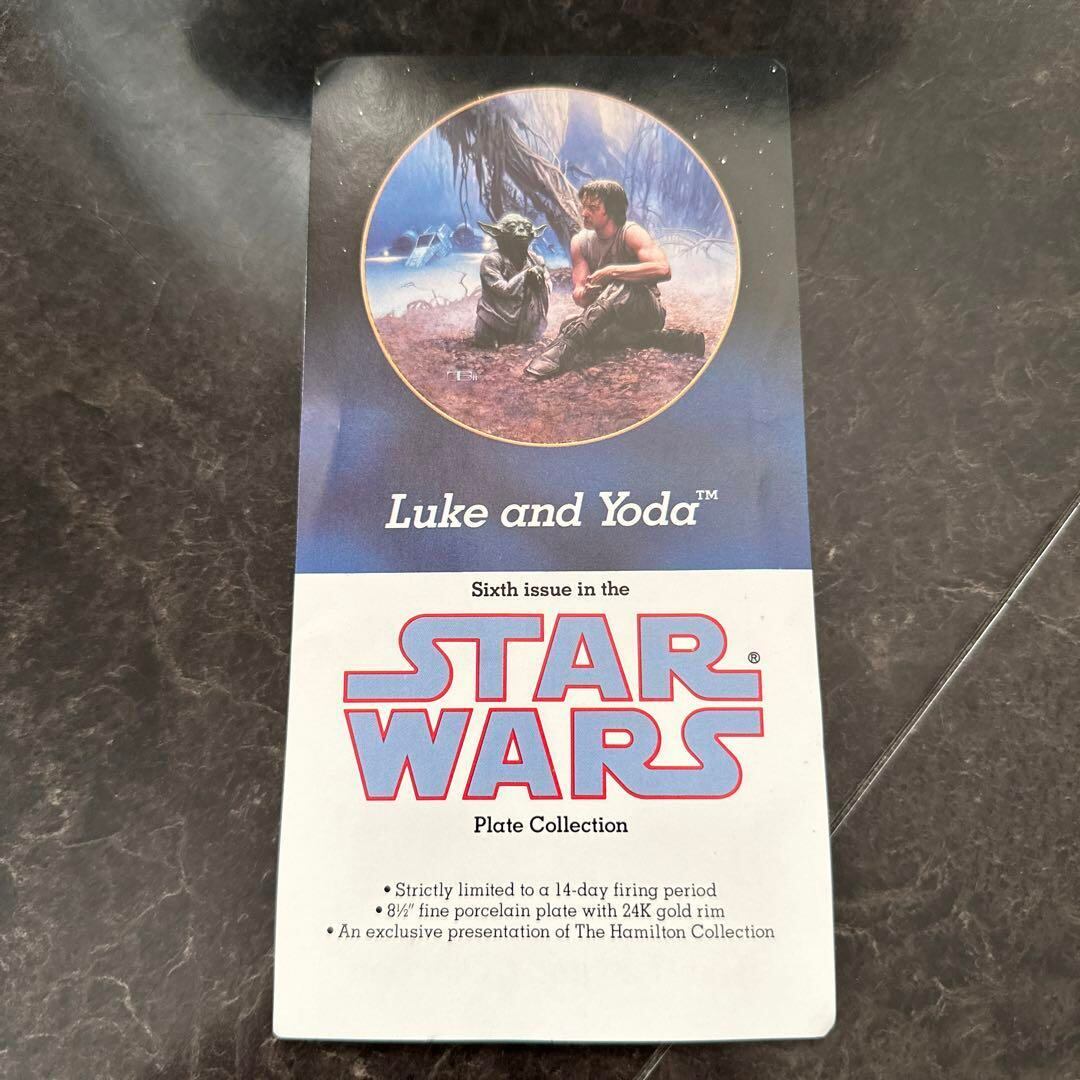 Luke and Yoda™
Sixth issue in the
STAR
WARS®
Plate Collection
• Strictly limited to a 14-day firing period
• 8½" fine porcelain plate with 24K gold rim
• An exclusive presentation of The Hamilton Collection